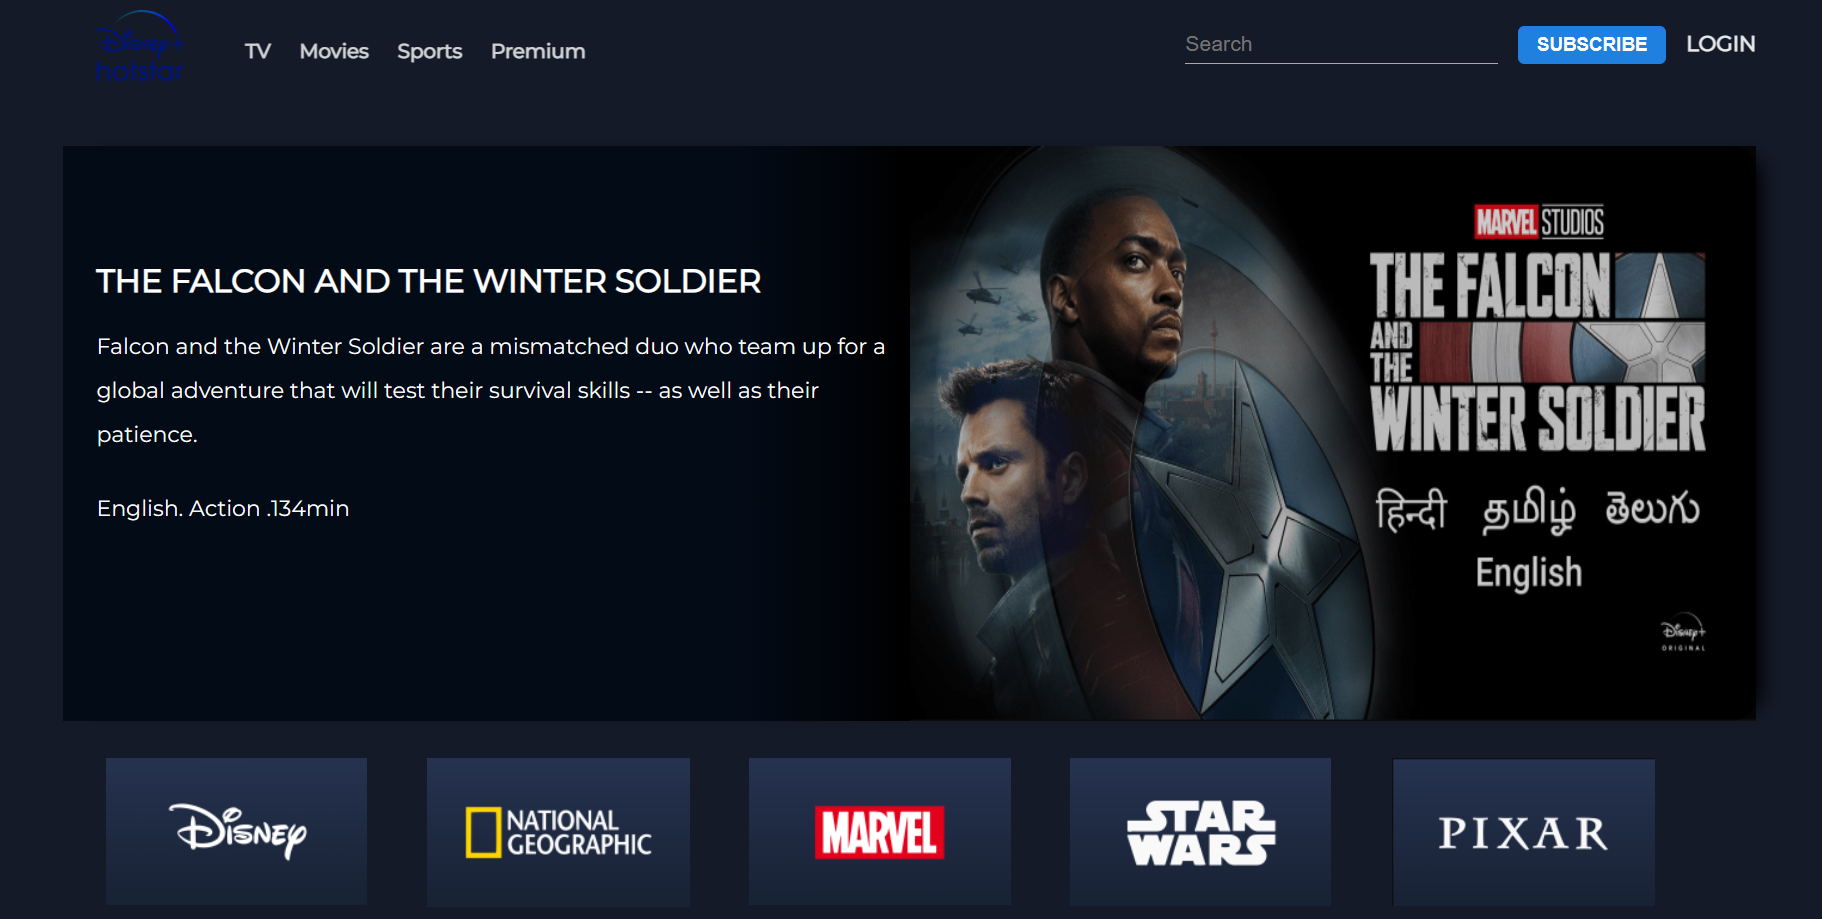 Disney+
hotstar
TV Movies Sports Premium
Search
SUBSCRIBE
LOGIN
THE FALCON AND THE WINTER SOLDIER
Falcon and the Winter Soldier are a mismatched duo who team up for a
global adventure that will test their survival skills -- as well as their
patience.
English. Action .134min
MARVEL STUDIOS
THE FALCON
AND
THE
WINTER SOLDIER
हिन्दी தமிழ் తెలుగు
English
Disney+
ORIGINAL
Disney
NATIONAL
GEOGRAPHIC
MARVEL
STAR
WARS
PIXAR